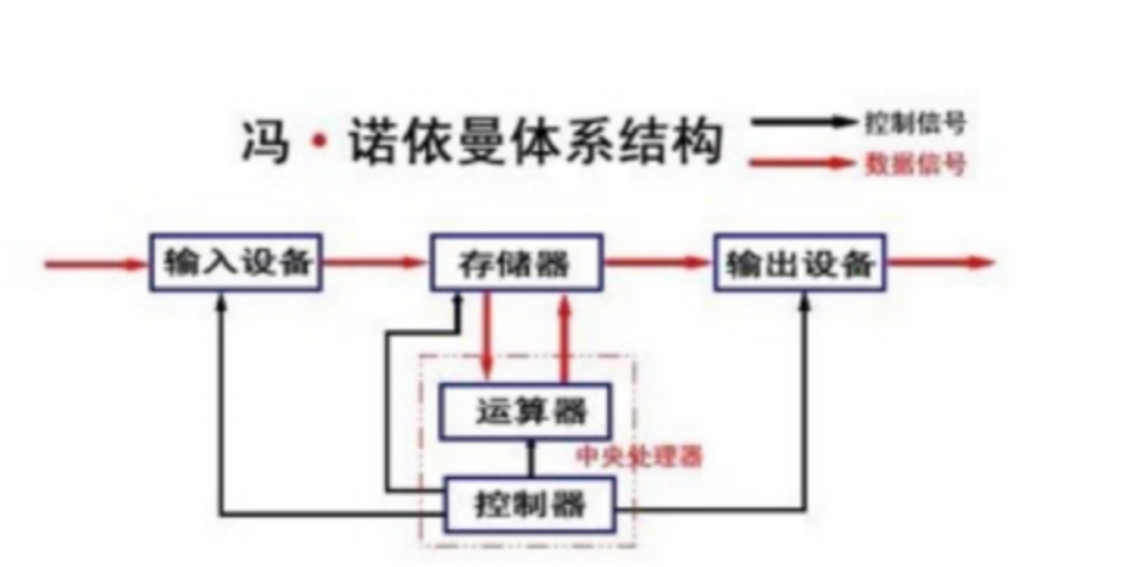 冯·诺依曼体系结构
控制信号
数据信号
输入设备
存储器
输出设备
运算器
中央处理器
控制器